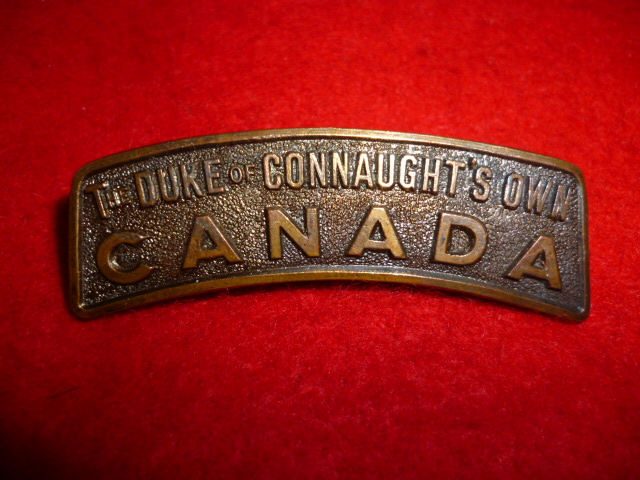 THE DUKE OF CONNAUGHT'S OWN
CANADA